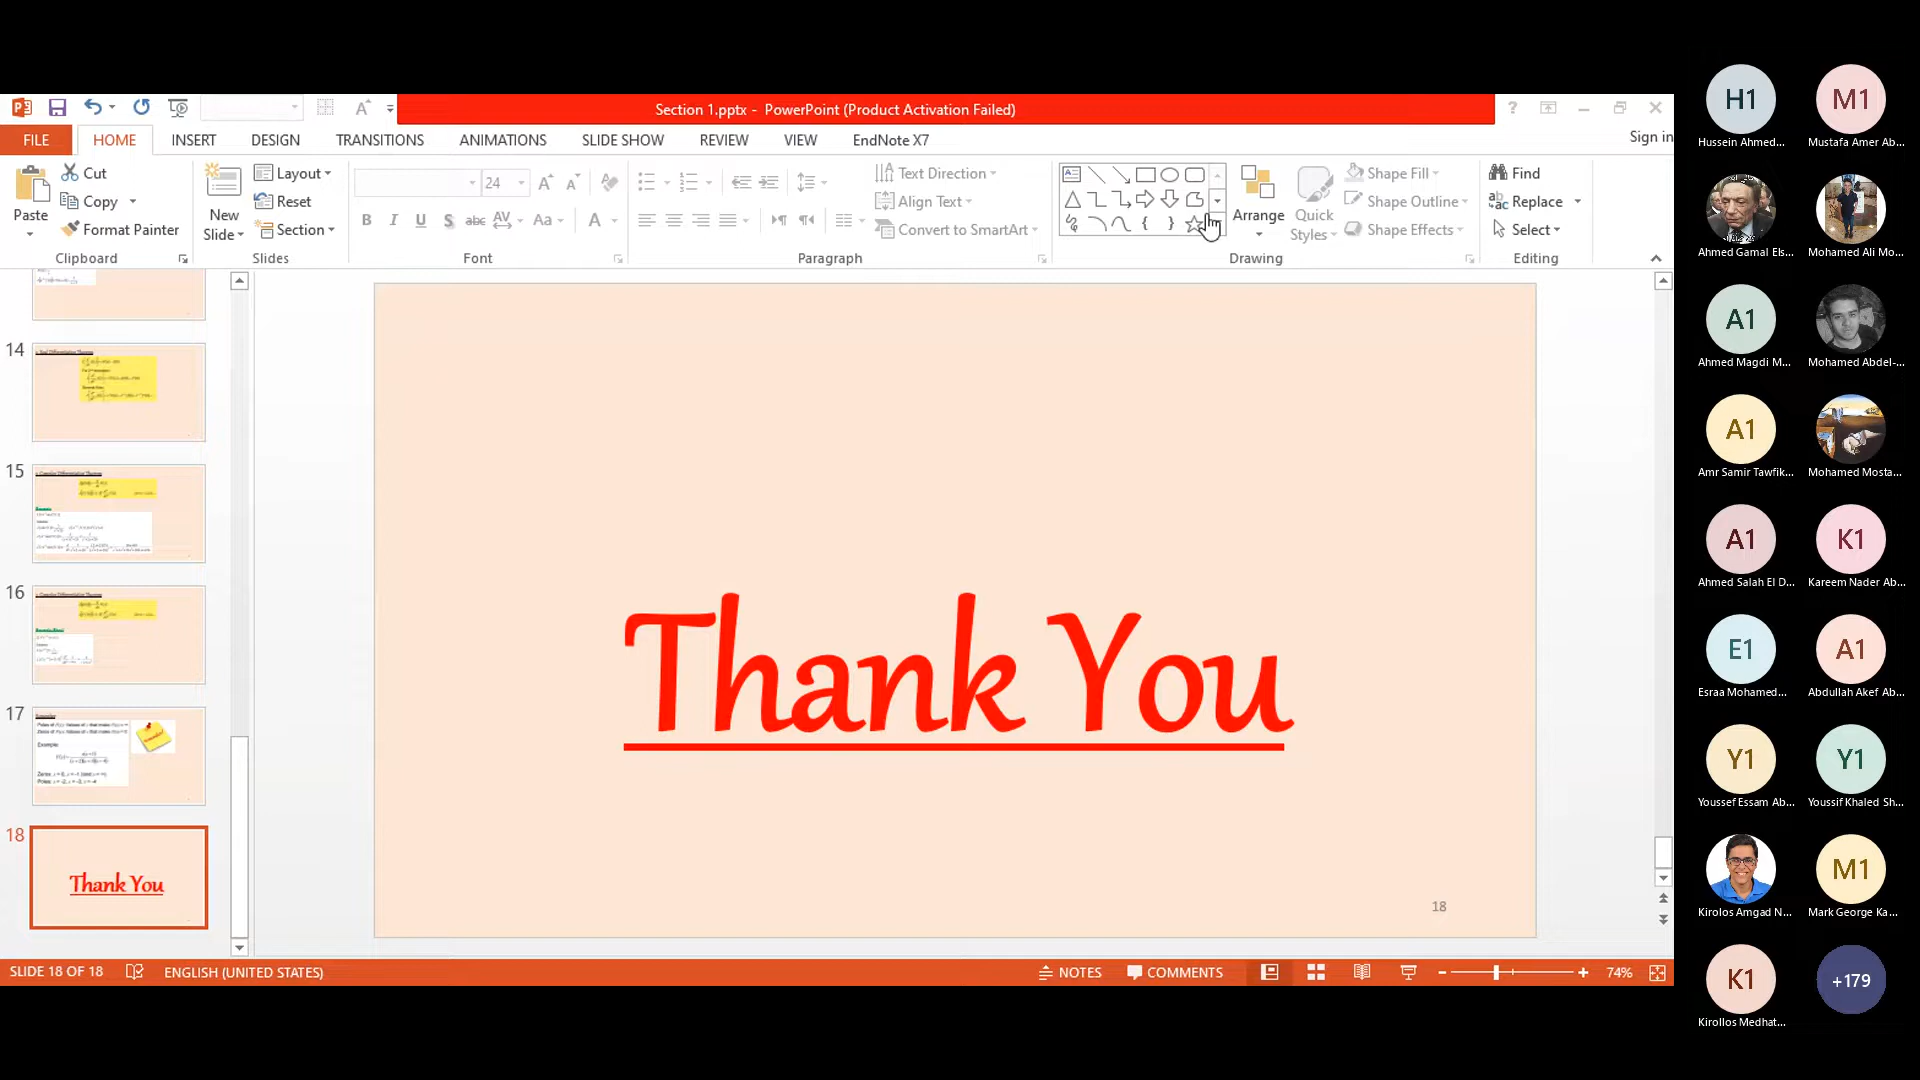 Section 1.pptx - PowerPoint (Product Activation Failed)
?
FILE
HOME
INSERT
DESIGN
TRANSITIONS
ANIMATIONS
SLIDE SHOW
REVIEW
VIEW
EndNote X7
Sign in
Paste
Cut
Copy
Format Painter
Clipboard
New
Slide
Layout
Reset
Section
Slides
24
B I U S abc AV Aa A
Font
Text Direction
Align Text
Convert to SmartArt
Paragraph
Arrange
Quick
Styles
Shape Fill
Shape Outline
Shape Effects
Drawing
Find
Replace
Select
Editing
14
15
16
17
Example:
18
Thank You
Thank You
18
SLIDE 18 OF 18
ENGLISH (UNITED STATES)
NOTES
COMMENTS
74%
H1
Hussein Ahmed...
M1
Mustafa Amer Ab...
Ahmed Gamal Els...
Mohamed Ali Mo...
A1
Ahmed Magdi M...
Mohamed Abdel-...
A1
Amr Samir Tawfik...
Mohamed Mosta...
A1
Ahmed Salah El D...
K1
Kareem Nader Ab...
E1
Esraa Mohamed...
A1
Abdullah Akef Ab...
Y1
Youssef Essam Ab...
Y1
Youssif Khaled Sh...
Kirolos Amgad N...
M1
Mark George Ka...
K1
Kirollos Medhat...
+179